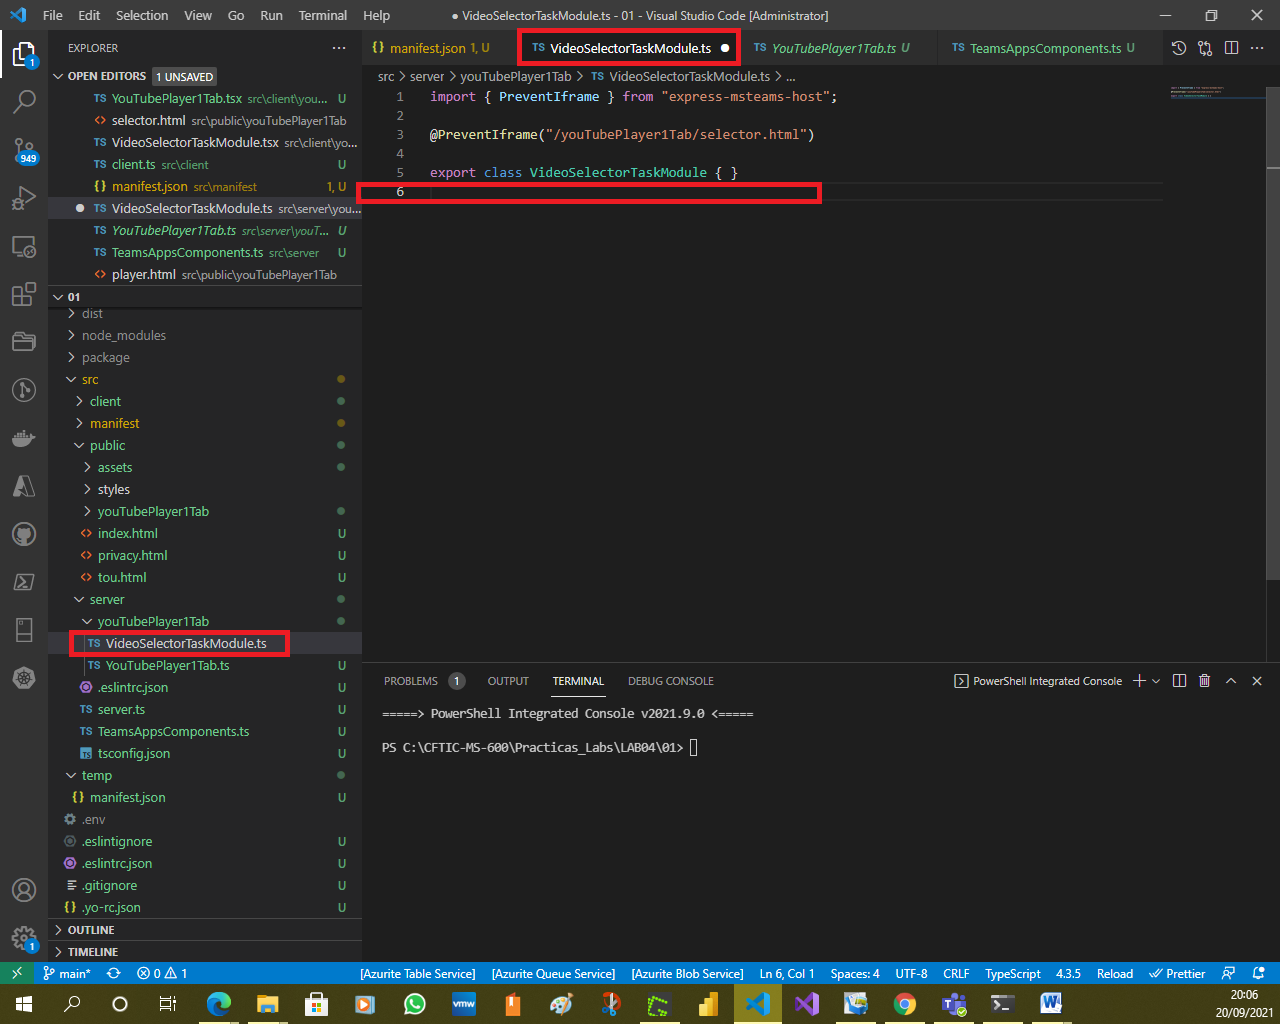 File Edit Selection View Go Run Terminal Help ● VideoSelectorTaskModule.ts - 01 - Visual Studio Code [Administrator]
EXPLORER
OPEN EDITORS 1 UNSAVED
TS YouTubePlayer1Tab.tsx src\client\you... U
selector.html src\public\youTubePlayer1Tab
VideoSelectorTaskModule.tsx src\client\yo...
TS client.ts src\client U
{} manifest.json src\manifest 1, U
● TS VideoSelectorTaskModule.ts src\server\you...
TS YouTubePlayer1Tab.ts src\server\youT... U
TS TeamsAppsComponents.ts src\server U
<> player.html src\public\youTubePlayer1Tab
01
dist
node_modules
package
src
client
manifest
public
assets
styles
youTubePlayer1Tab
<> index.html U
<> privacy.html U
<> tou.html U
server
youTubePlayer1Tab
TS VideoSelectorTaskModule.ts
TS YouTubePlayer1Tab.ts U
.eslintrc.json U
TS server.ts U
TS TeamsAppsComponents.ts U
TS tsconfig.json U
temp
{} manifest.json U
.env
.eslintignore U
.eslintrc.json U
.gitignore U
{} .yo-rc.json U
OUTLINE
TIMELINE
1
949
1
{} manifest.json 1, U TS VideoSelectorTaskModule.ts ● TS YouTubePlayer1Tab.ts U TS TeamsAppsComponents.ts U
src > server > youTubePlayer1Tab > TS VideoSelectorTaskModule.ts > ...
1 import { PreventIframe } from "express-msteams-host";
2
3 @PreventIframe("/youTubePlayer1Tab/selector.html")
4
5 export class VideoSelectorTaskModule { }
6
PROBLEMS 1 OUTPUT TERMINAL DEBUG CONSOLE PowerShell Integrated Console
=====> PowerShell Integrated Console v2021.9.0 <=====
PS C:\CFTIC-MS-600\Practicas_Labs\LAB04\01>
main* 0 1 [Azurite Table Service] [Azurite Queue Service] [Azurite Blob Service] Ln 6, Col 1 Spaces: 4 UTF-8 CRLF TypeScript 4.3.5 Reload Prettier
vmw
20:06
20/09/2021